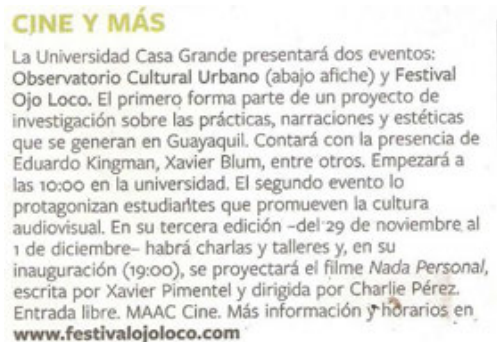 CINE Y MÁS
La Universidad Casa Grande presentará dos eventos:
Observatorio Cultural Urbano (abajo afiche) y Festival
Ojo Loco. El primero forma parte de un proyecto de
investigación sobre las prácticas, narraciones y estéticas
que se generan en Guayaquil. Contará con la presencia de
Eduardo Kingman, Xavier Blum, entre otros. Empezará a
las 10:00 en la universidad. El segundo evento lo
protagonizan estudiantes que promueven la cultura
audiovisual. En su tercera edición –del 29 de noviembre al
1 de diciembre– habrá charlas y talleres y, en su
inauguración (19:00), se proyectará el filme Nada Personal,
escrita por Xavier Pimentel y dirigida por Charlie Pérez.
Entrada libre. MAAC Cine. Más información y horarios en
www.festivalojoloco.com